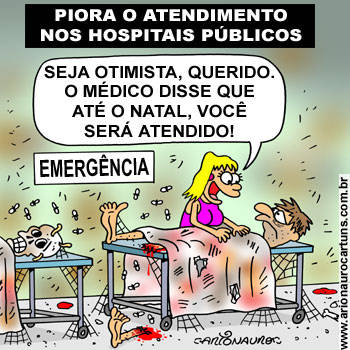 PIORA O ATENDIMENTO
NOS HOSPITAIS PÚBLICOS
SEJA OTIMISTA, QUERIDO.
O MÉDICO DISSE QUE
ATÉ O NATAL, VOCÊ
SERÁ ATENDIDO!
EMERGÊNCIA
ARIONAURO
www.arionaurocartuns.com.br